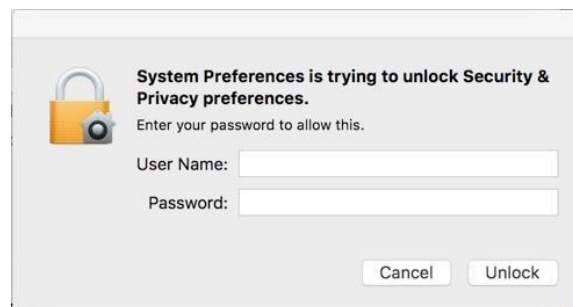 System Preferences is trying to unlock Security &
Privacy preferences.
Enter your password to allow this.
User Name:
Password:
Cancel Unlock